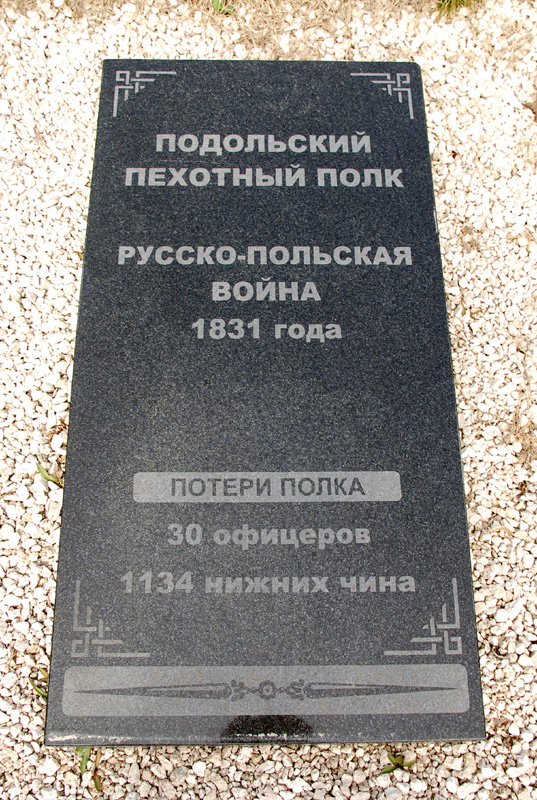 ПОДОЛЬСКИЙ
ПЕХОТНЫЙ ПОЛК
РУССКО-ПОЛЬСКАЯ
ВОЙНА
1831 года
ПОТЕРИ ПОЛКА
30 офицеров
1134 нижних чина